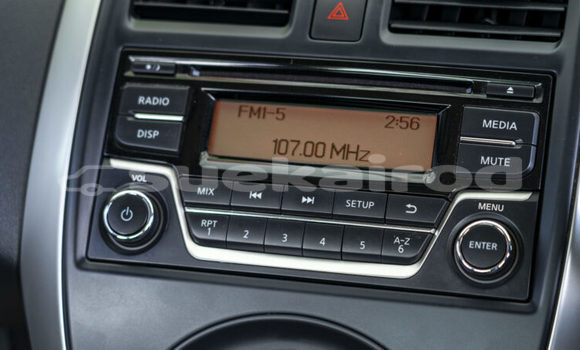 FM1-5 2:56
107.00 MHz
RADIO
DISP
MEDIA
MUTE
VOL
MIX
SETUP
MENU
RPT 1 2 3 4 5 A-Z 6
ENTER
suekairod